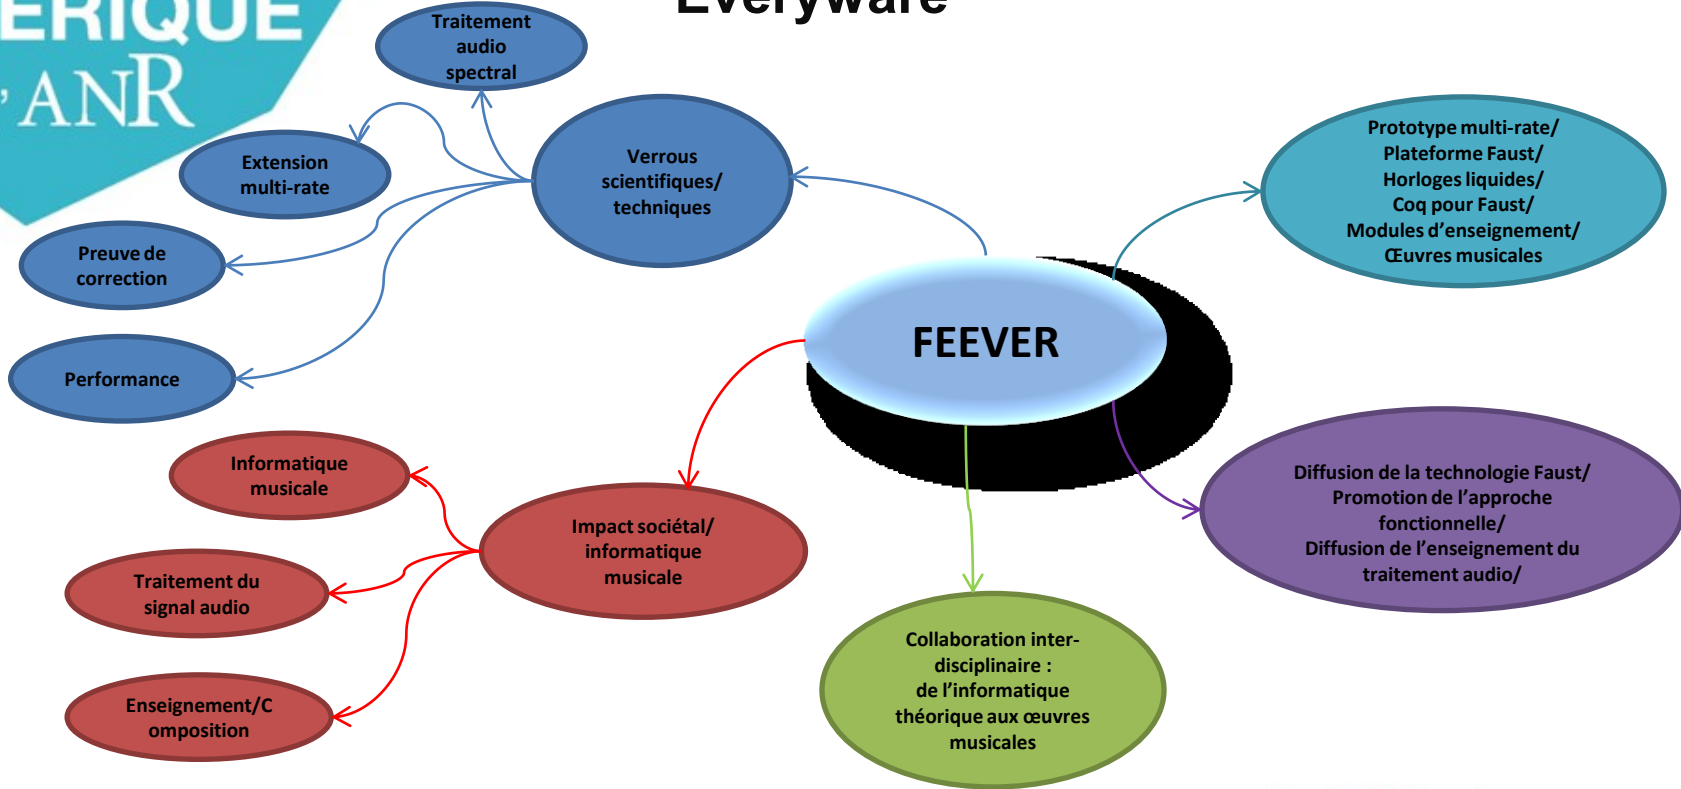 Everyware
ERIQUE
’ANR
Traitement
audio
spectral
Extension
multi-rate
Preuve de
correction
Performance
Verrous
scientifiques/
techniques
Prototype multi-rate/
Plateforme Faust/
Horloges liquides/
Coq pour Faust/
Modules d’enseignement/
Œuvres musicales
FEEVER
Informatique
musicale
Traitement du
signal audio
Enseignement/C
omposition
Impact sociétal/
informatique
musicale
Diffusion de la technologie Faust/
Promotion de l’approche
fonctionnelle/
Diffusion de l’enseignement du
traitement audio/
Collaboration inter-
disciplinaire :
de l’informatique
théorique aux œuvres
musicales